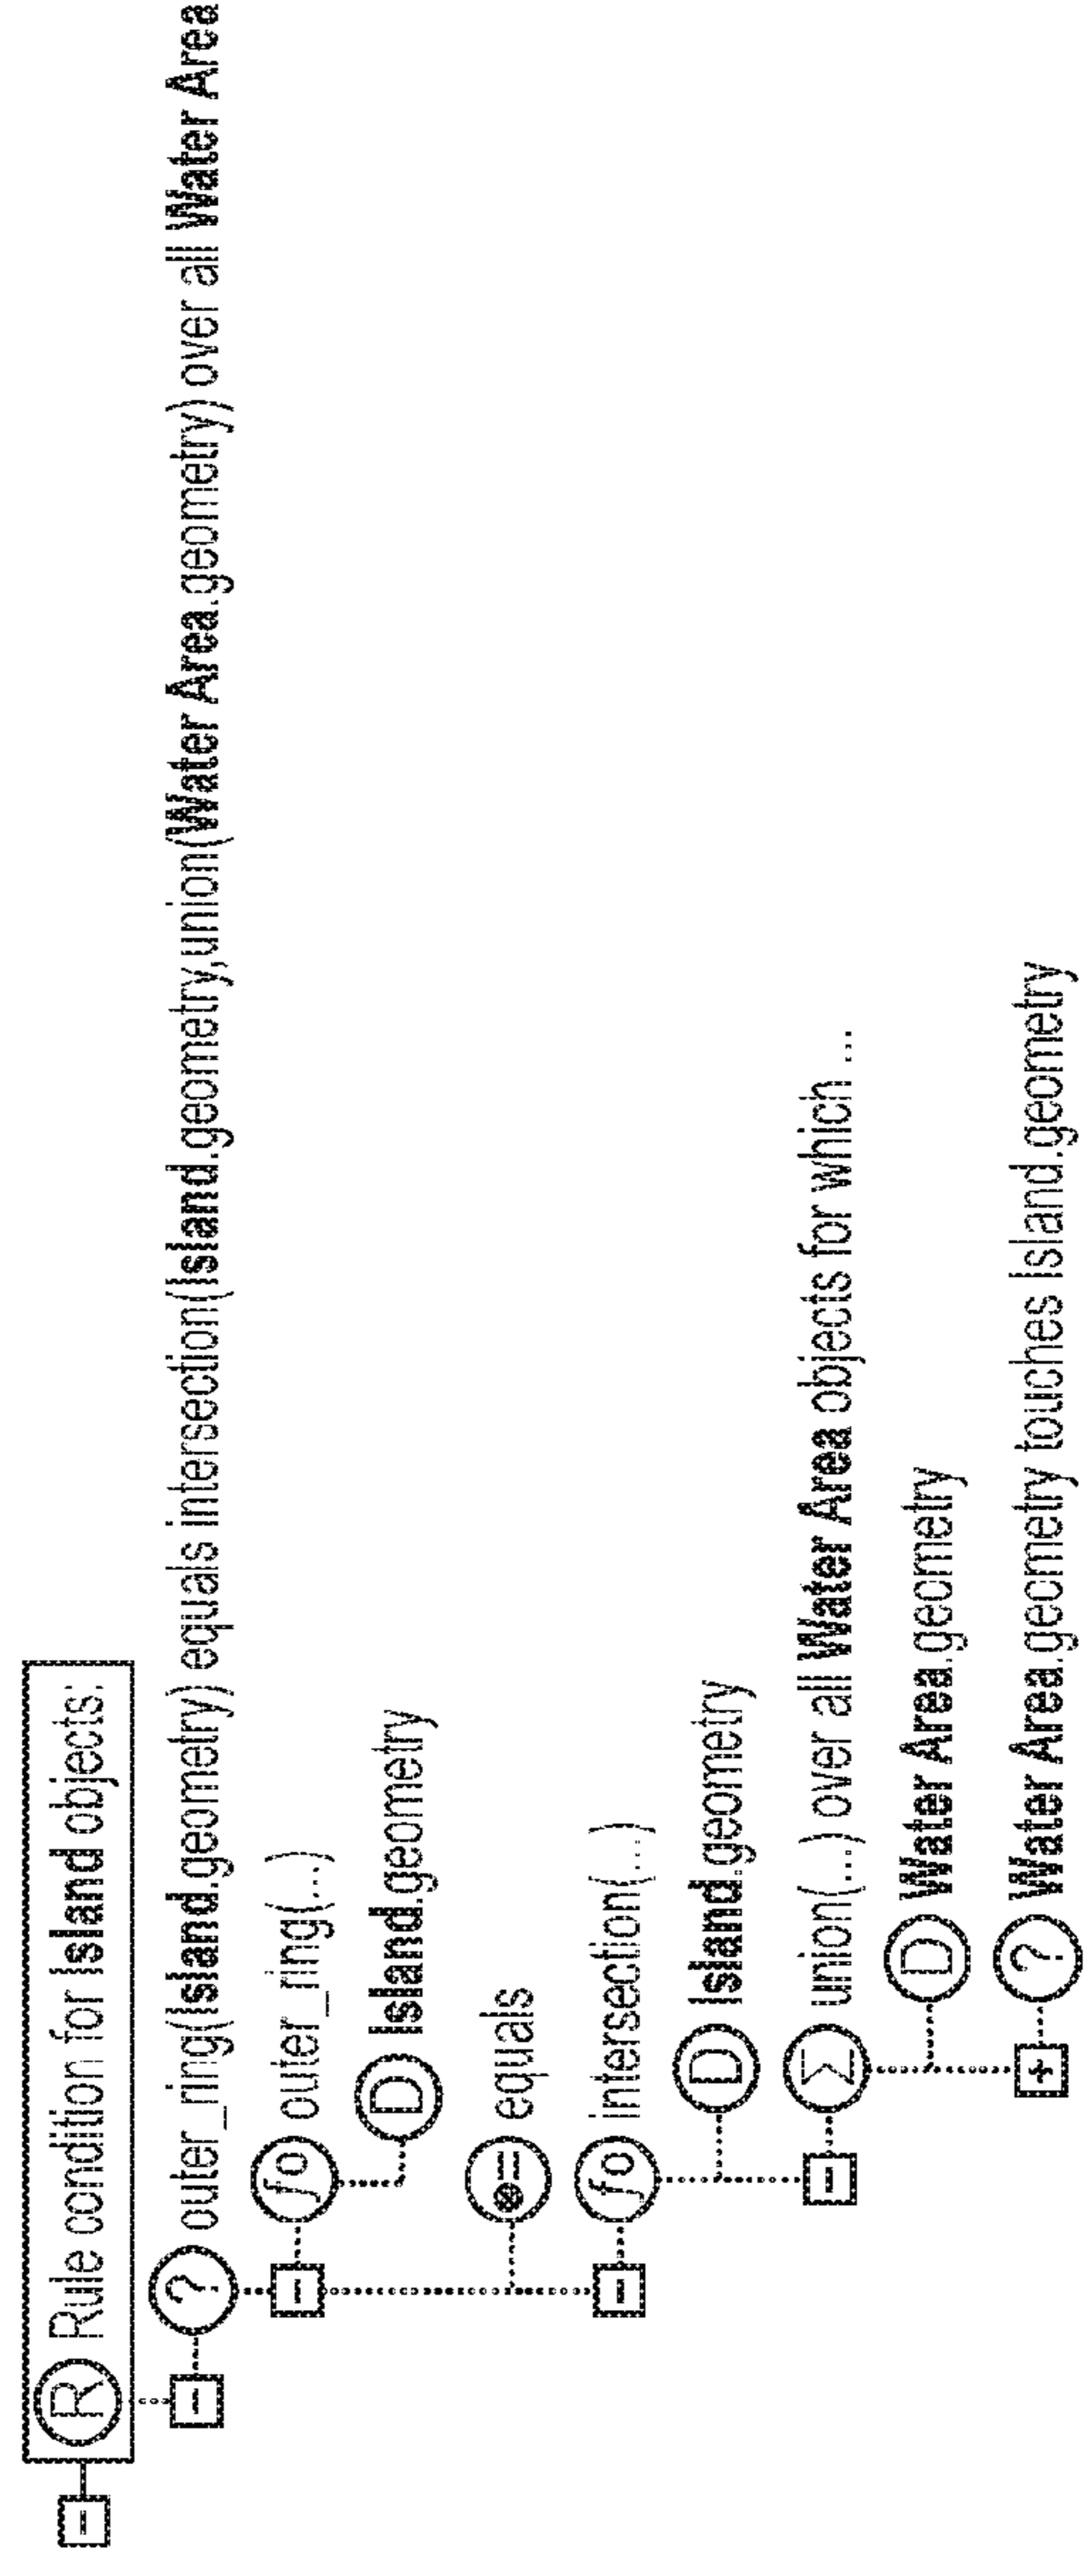 R Rule condition for Island objects:
? outer_ring(Island.geometry) equals intersection(Island.geometry,union(Water Area.geometry) over all Water Area
fo outer_ring(...)
D Island.geometry
= equals
fo intersection(...)
D Island.geometry
Σ union(...) over all Water Area objects for which ...
D Water Area.geometry
? Water Area.geometry touches Island.geometry